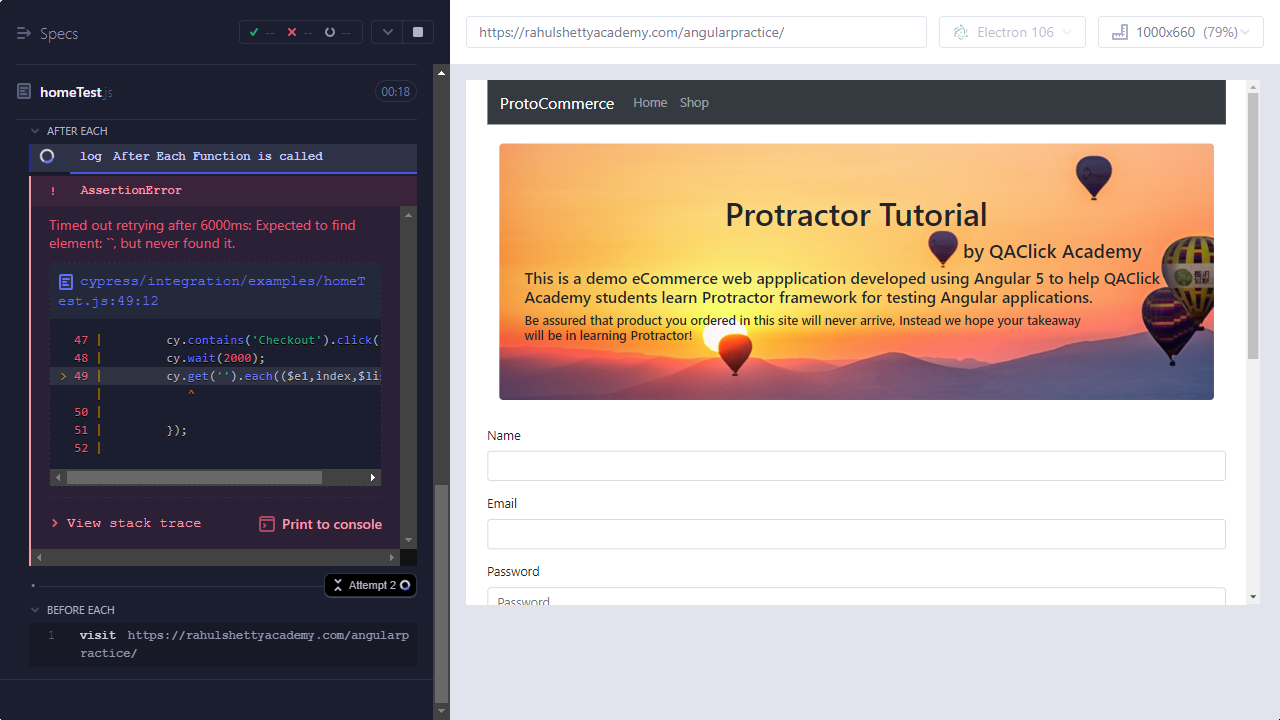 Specs
-- -- --
homeTest.js
00:18
AFTER EACH
log After Each Function is called
! AssertionError
Timed out retrying after 6000ms: Expected to find
element: ``, but never found it.
cypress/integration/examples/homeT
est.js:49:12
47 | cy.contains('Checkout').click(
48 | cy.wait(2000);
> 49 | cy.get('').each(($e1,index,$lis
| ^
50 |
51 | });
52 |
> View stack trace
Print to console
Attempt 2
BEFORE EACH
1 visit https://rahulshettyacademy.com/angularp
ractice/
https://rahulshettyacademy.com/angularpractice/
Electron 106
1000x660 (79%)
ProtoCommerce
Home
Shop
Protractor Tutorial
by QAClick Academy
This is a demo eCommerce web appplication developed using Angular 5 to help QAClick
Academy students learn Protractor framework for testing Angular applications.
Be assured that product you ordered in this site will never arrive, Instead we hope your takeaway
will be in learning Protractor!
Name
Email
Password
Password